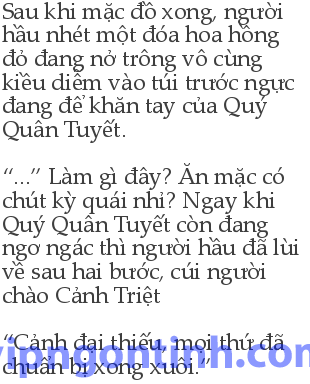 Sau khi mặc đồ xong, người
hầu nhét một đóa hoa hồng
đỏ đang nở trông vô cùng
kiều diễm vào túi trước ngực
đang để khăn tay của Quý
Quân Tuyết.
“...” Làm gì đây? Ăn mặc có
chút kỳ quái nhỉ? Ngay khi
Quý Quân Tuyết còn đang
ngơ ngác thì người hầu đã lùi
về sau hai bước, cúi người
chào Cảnh Triệt
“Cảnh đại thiếu, mọi thứ đã
chuẩn bị xong xuôi.”
vipngontinh.com